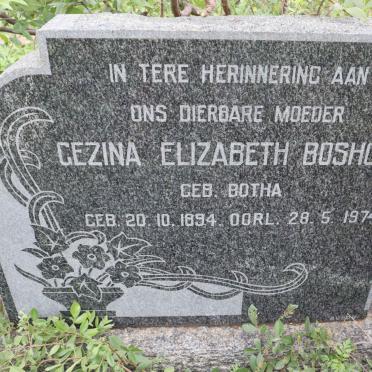 IN TERE HERINNERING AAN
ONS DIERBARE MOEDER
GEZINA ELIZABETH
GEB. BOTHA
GEB. 20. 10. 1894. OORL. 28. 5. 197